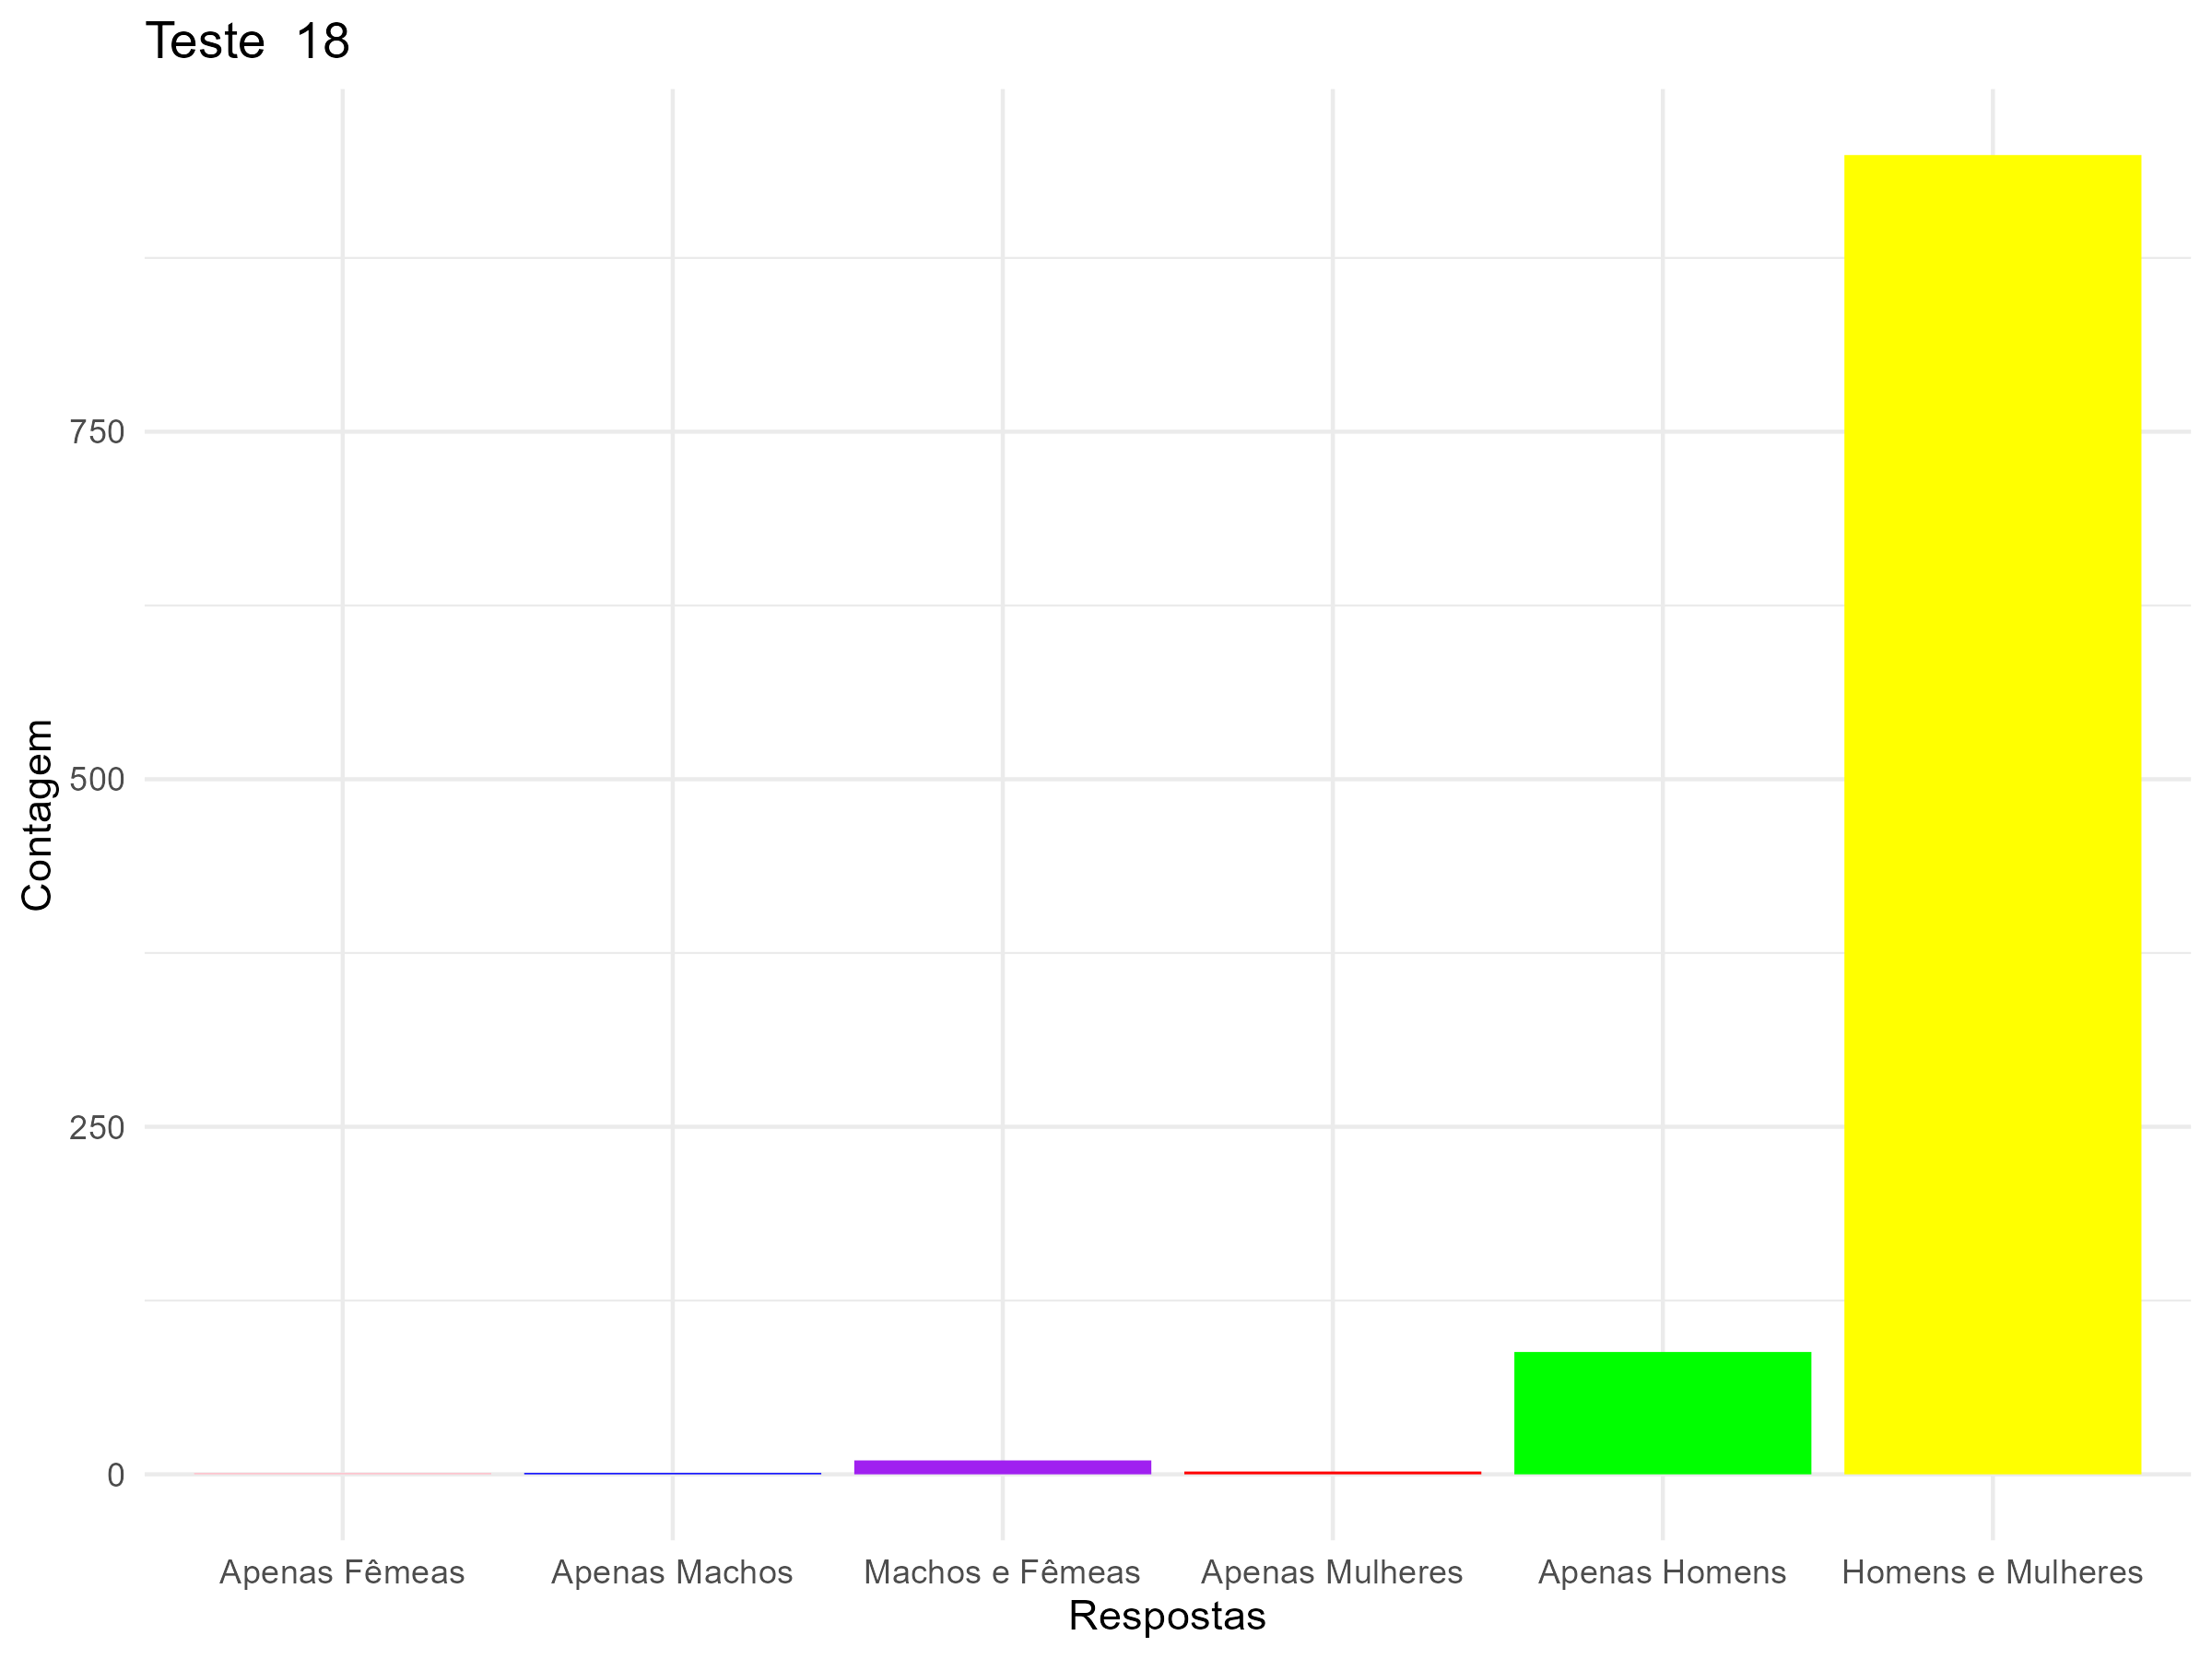 Teste  18
Contagem
750
500
250
0
Apenas Fêmeas
Apenas Machos
Machos e Fêmeas
Apenas Mulheres
Apenas Homens
Homens e Mulheres
Respostas